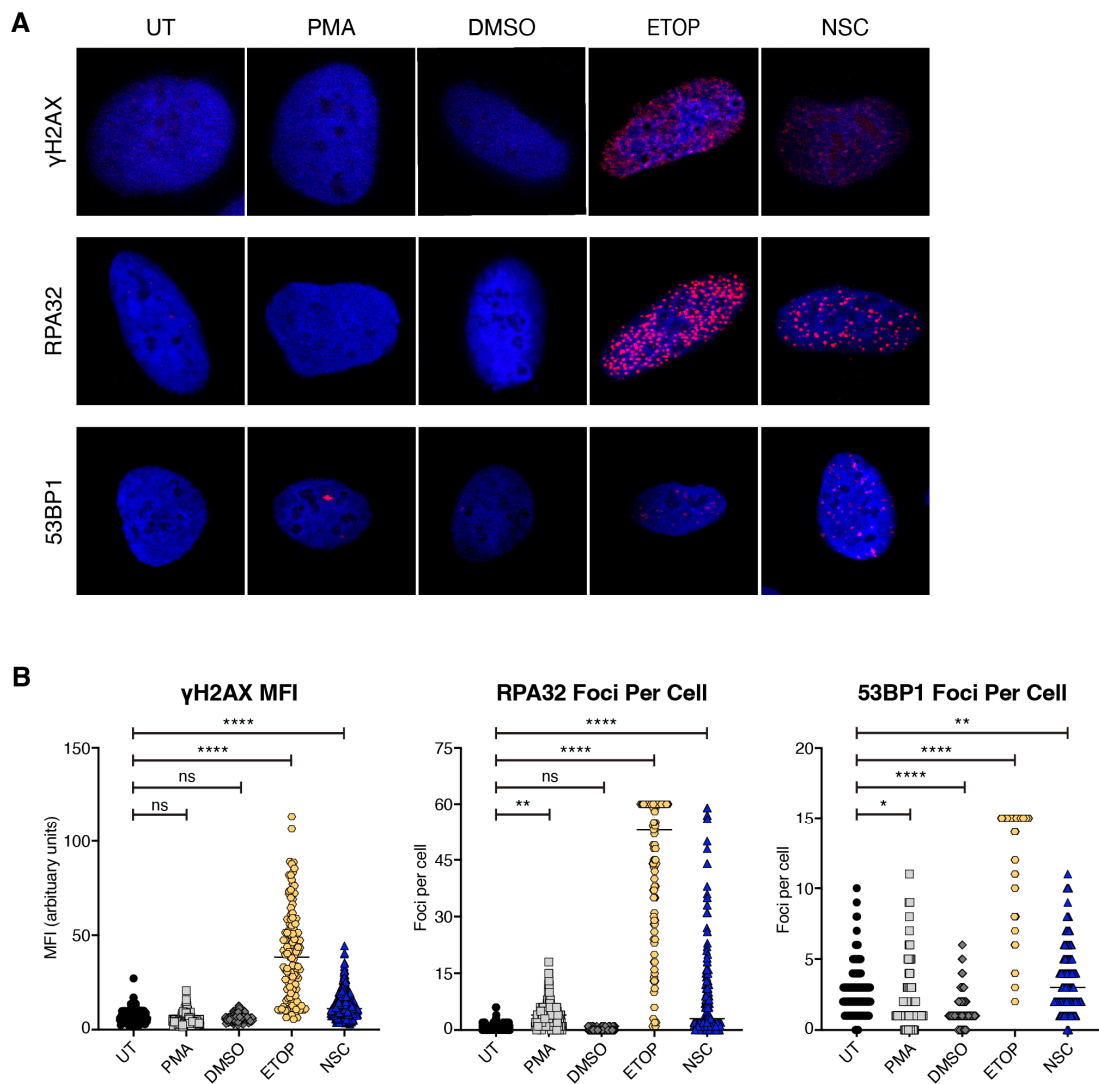 A
UT PMA DMSO ETOP NSC
γH2AX
RPA32
53BP1
B
γH2AX MFI
****
****
ns
ns
MFI (arbituary units)
150
100
50
0
UT PMA DMSO ETOP NSC
RPA32 Foci Per Cell
****
****
ns
**
Foci per cell
75
60
45
30
15
0
UT PMA DMSO ETOP NSC
53BP1 Foci Per Cell
**
****
****
*
Foci per cell
20
15
10
5
0
UT PMA DMSO ETOP NSC